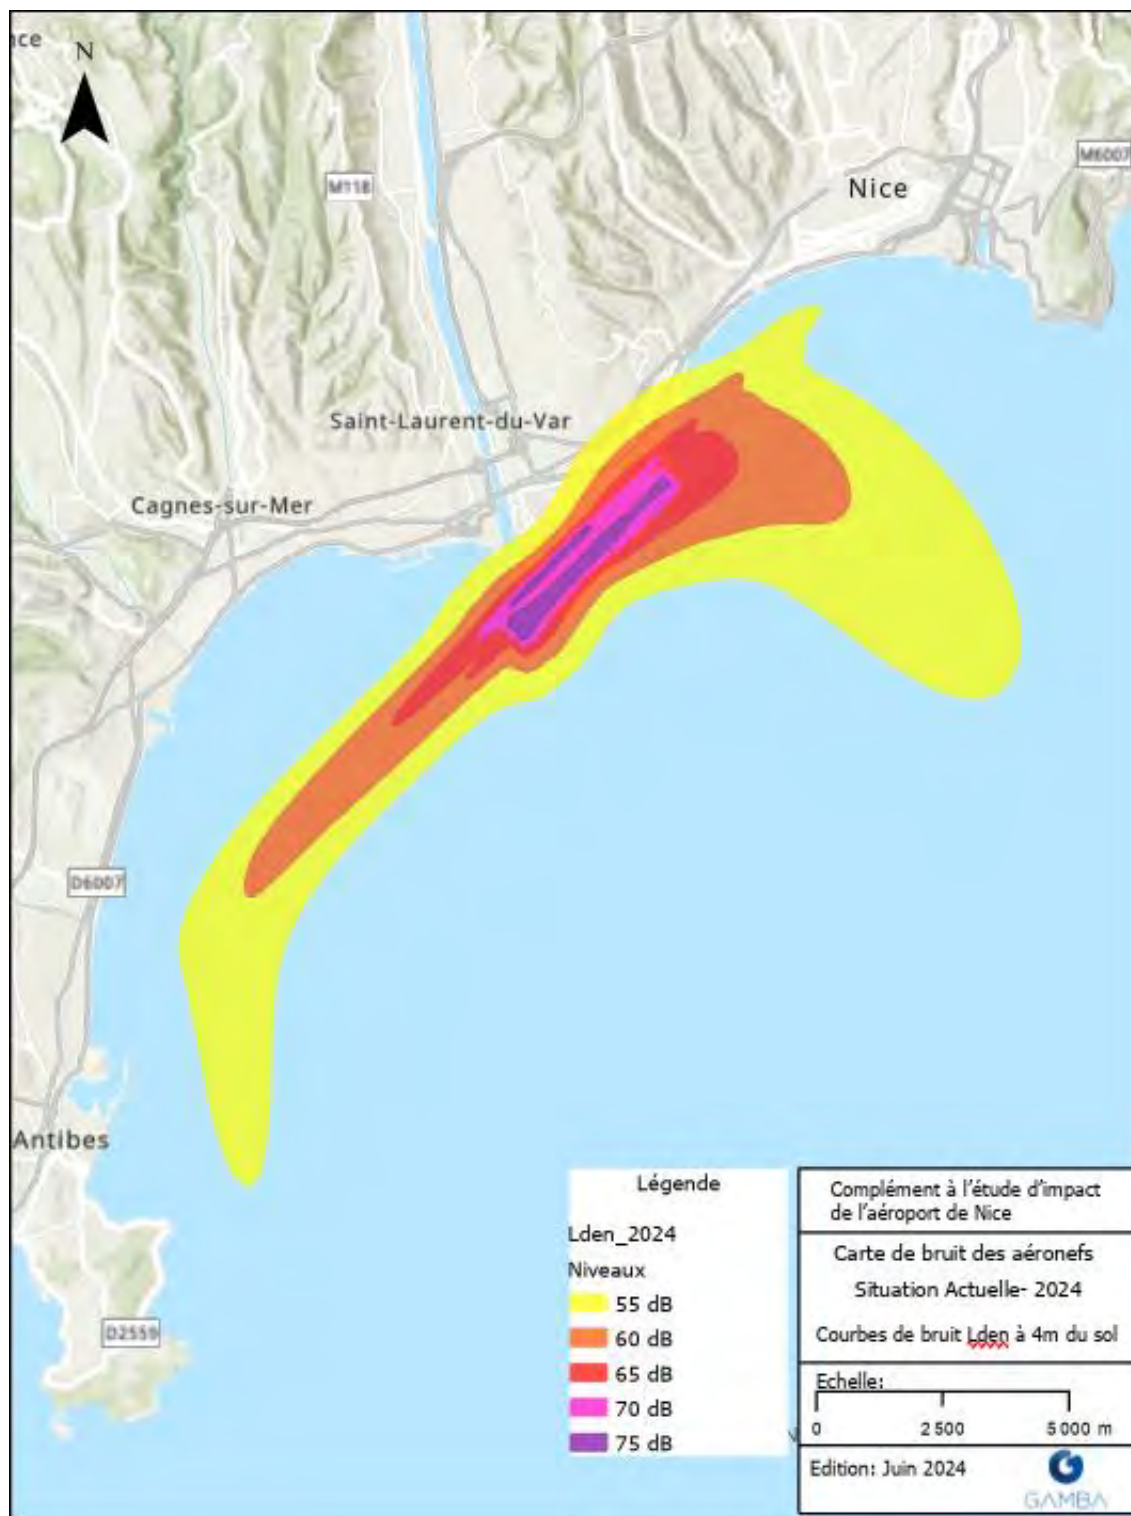 ice
N
M6007
M118
Nice
Saint-Laurent-du-Var
Cagnes-sur-Mer
D6007
Antibes
D2559
Légende
Lden_2024
Niveaux
55 dB
60 dB
65 dB
70 dB
75 dB
Complément à l'étude d'impact
de l'aéroport de Nice
Carte de bruit des aéronefs
Situation Actuelle- 2024
Courbes de bruit Lden à 4m du sol
Echelle:
0 2 500 5 000 m
Edition: Juin 2024
GAMBA